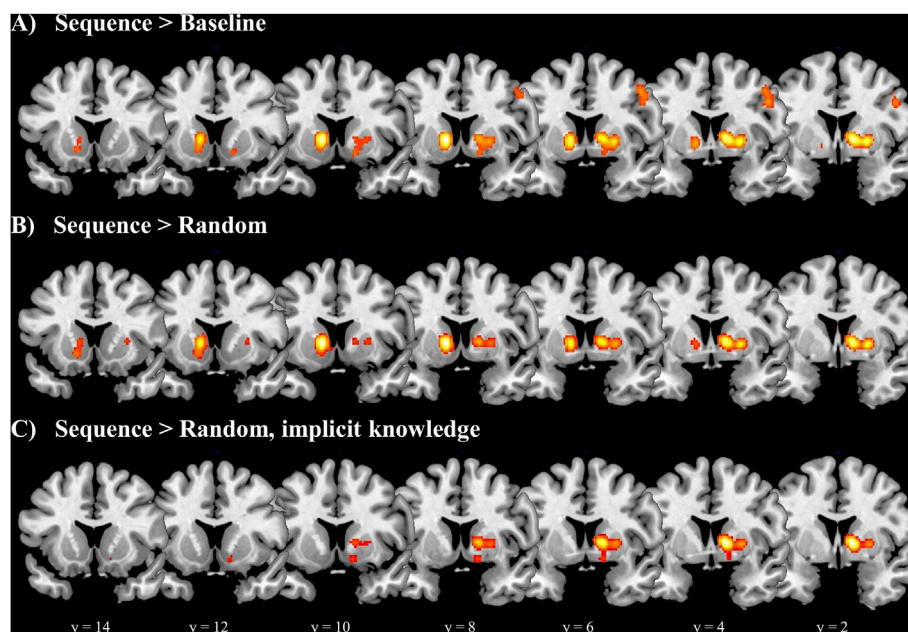 A) Sequence > Baseline
B) Sequence > Random
C) Sequence > Random, implicit knowledge
y = 14 y = 12 y = 10 y = 8 y = 6 y = 4 y = 2